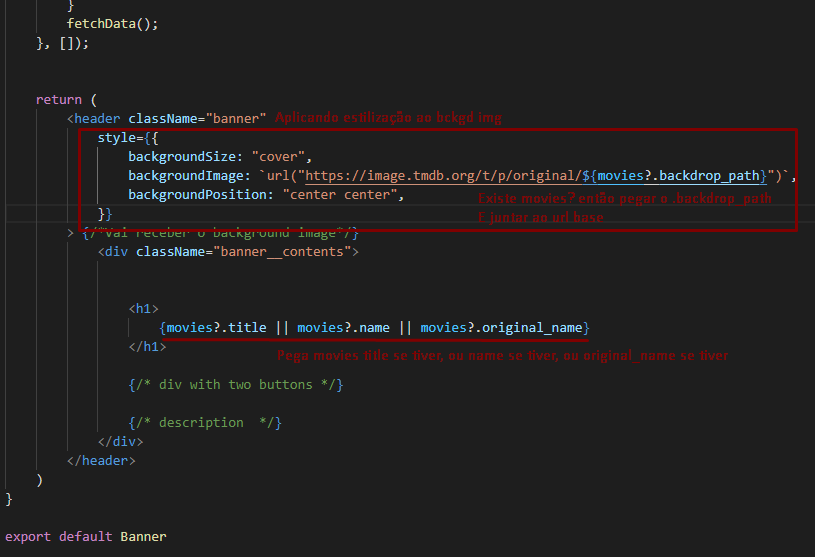 }
fetchData();
}, []);
return (
<header className="banner" Aplicando estilização ao bckgd img
style={{
backgroundSize: "cover",
backgroundImage: `url("https://image.tmdb.org/t/p/original/${movies?.backdrop_path}")`,
backgroundPosition: "center center", Existe movies? então pegar o .backdrop_path
}} E juntar ao url base
> {/*Vai receber o background image*/}
<div className="banner__contents">
<h1>
{movies?.title || movies?.name || movies?.original_name}
</h1> Pega movies title se tiver, ou name se tiver, ou original_name se tiver
{/* div with two buttons */}
{/* description  */}
</div>
</header>
)
}
export default Banner